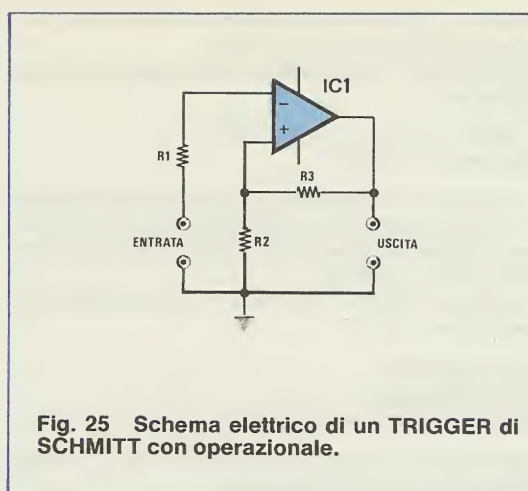 IC1
R1
R3
ENTRATA
R2
USCITA
Fig. 25 Schema elettrico di un TRIGGER di
SCHMITT con operazionale.